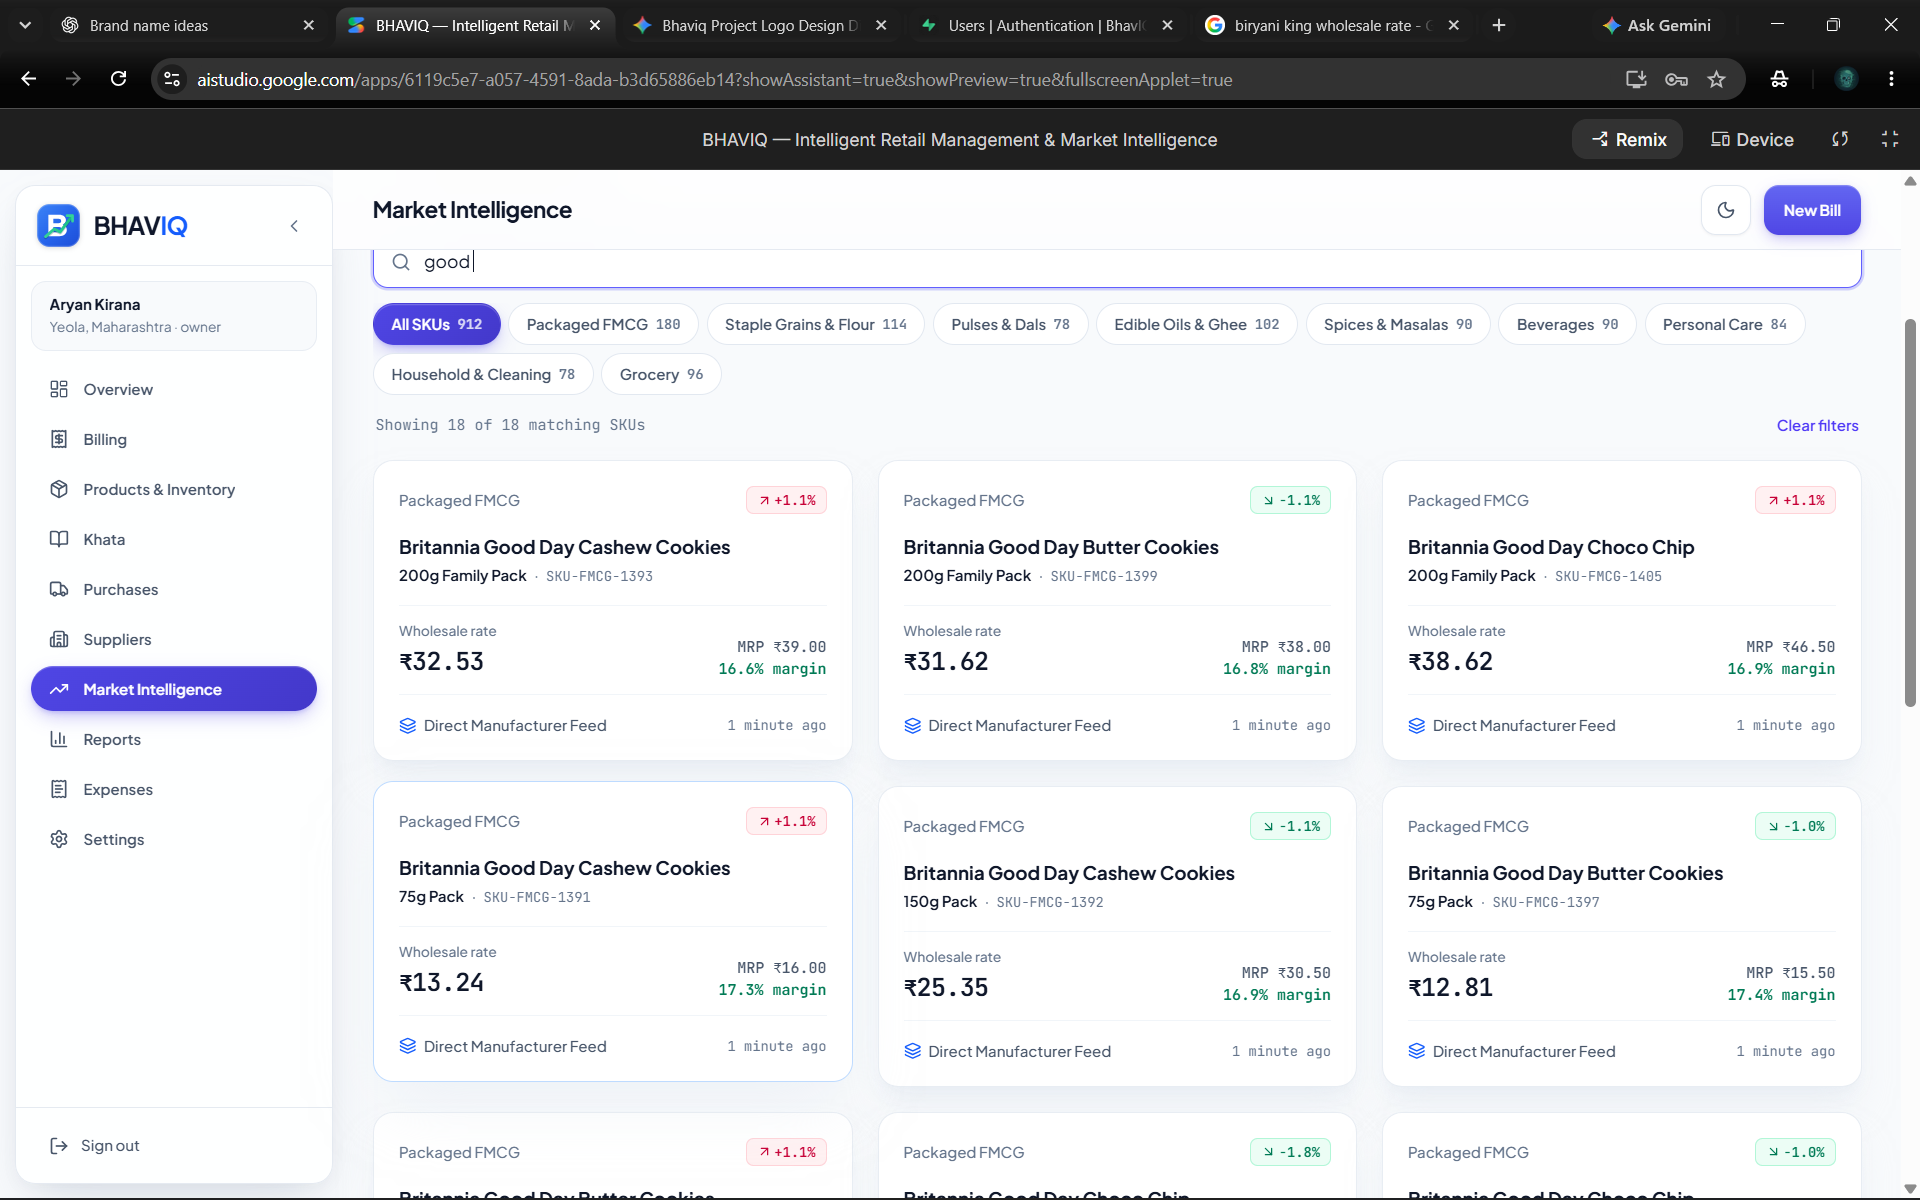 Brand name ideas
BHAVIQ — Intelligent Retail M
Bhaviq Project Logo Design D
Users | Authentication | BhavI
biryani king wholesale rate -
Ask Gemini
aistudio.google.com/apps/6119c5e7-a057-4591-8ada-b3d65886eb14?showAssistant=true&showPreview=true&fullscreenApplet=true
BHAVIQ — Intelligent Retail Management & Market Intelligence
Remix
Device
BHAVIQ
Aryan Kirana
Yeola, Maharashtra · owner
Overview
Billing
Products & Inventory
Khata
Purchases
Suppliers
Market Intelligence
Reports
Expenses
Settings
Sign out
Market Intelligence
New Bill
good
All SKUs 912
Packaged FMCG 180
Staple Grains & Flour 114
Pulses & Dals 78
Edible Oils & Ghee 102
Spices & Masalas 90
Beverages 90
Personal Care 84
Household & Cleaning 78
Grocery 96
Showing 18 of 18 matching SKUs
Clear filters
Packaged FMCG
+1.1%
Britannia Good Day Cashew Cookies
200g Family Pack · SKU-FMCG-1393
Wholesale rate
₹32.53
MRP ₹39.00
16.6% margin
Direct Manufacturer Feed
1 minute ago
Packaged FMCG
-1.1%
Britannia Good Day Butter Cookies
200g Family Pack · SKU-FMCG-1399
Wholesale rate
₹31.62
MRP ₹38.00
16.8% margin
Direct Manufacturer Feed
1 minute ago
Packaged FMCG
+1.1%
Britannia Good Day Choco Chip
200g Family Pack · SKU-FMCG-1405
Wholesale rate
₹38.62
MRP ₹46.50
16.9% margin
Direct Manufacturer Feed
1 minute ago
Packaged FMCG
+1.1%
Britannia Good Day Cashew Cookies
75g Pack · SKU-FMCG-1391
Wholesale rate
₹13.24
MRP ₹16.00
17.3% margin
Direct Manufacturer Feed
1 minute ago
Packaged FMCG
-1.1%
Britannia Good Day Cashew Cookies
150g Pack · SKU-FMCG-1392
Wholesale rate
₹25.35
MRP ₹30.50
16.9% margin
Direct Manufacturer Feed
1 minute ago
Packaged FMCG
-1.0%
Britannia Good Day Butter Cookies
75g Pack · SKU-FMCG-1397
Wholesale rate
₹12.81
MRP ₹15.50
17.4% margin
Direct Manufacturer Feed
1 minute ago
Packaged FMCG
+1.1%
Britannia Good Day Butter Cookies
Packaged FMCG
-1.8%
Britannia Good Day Choco Chip
Packaged FMCG
-1.0%
Britannia Good Day Choco Chip